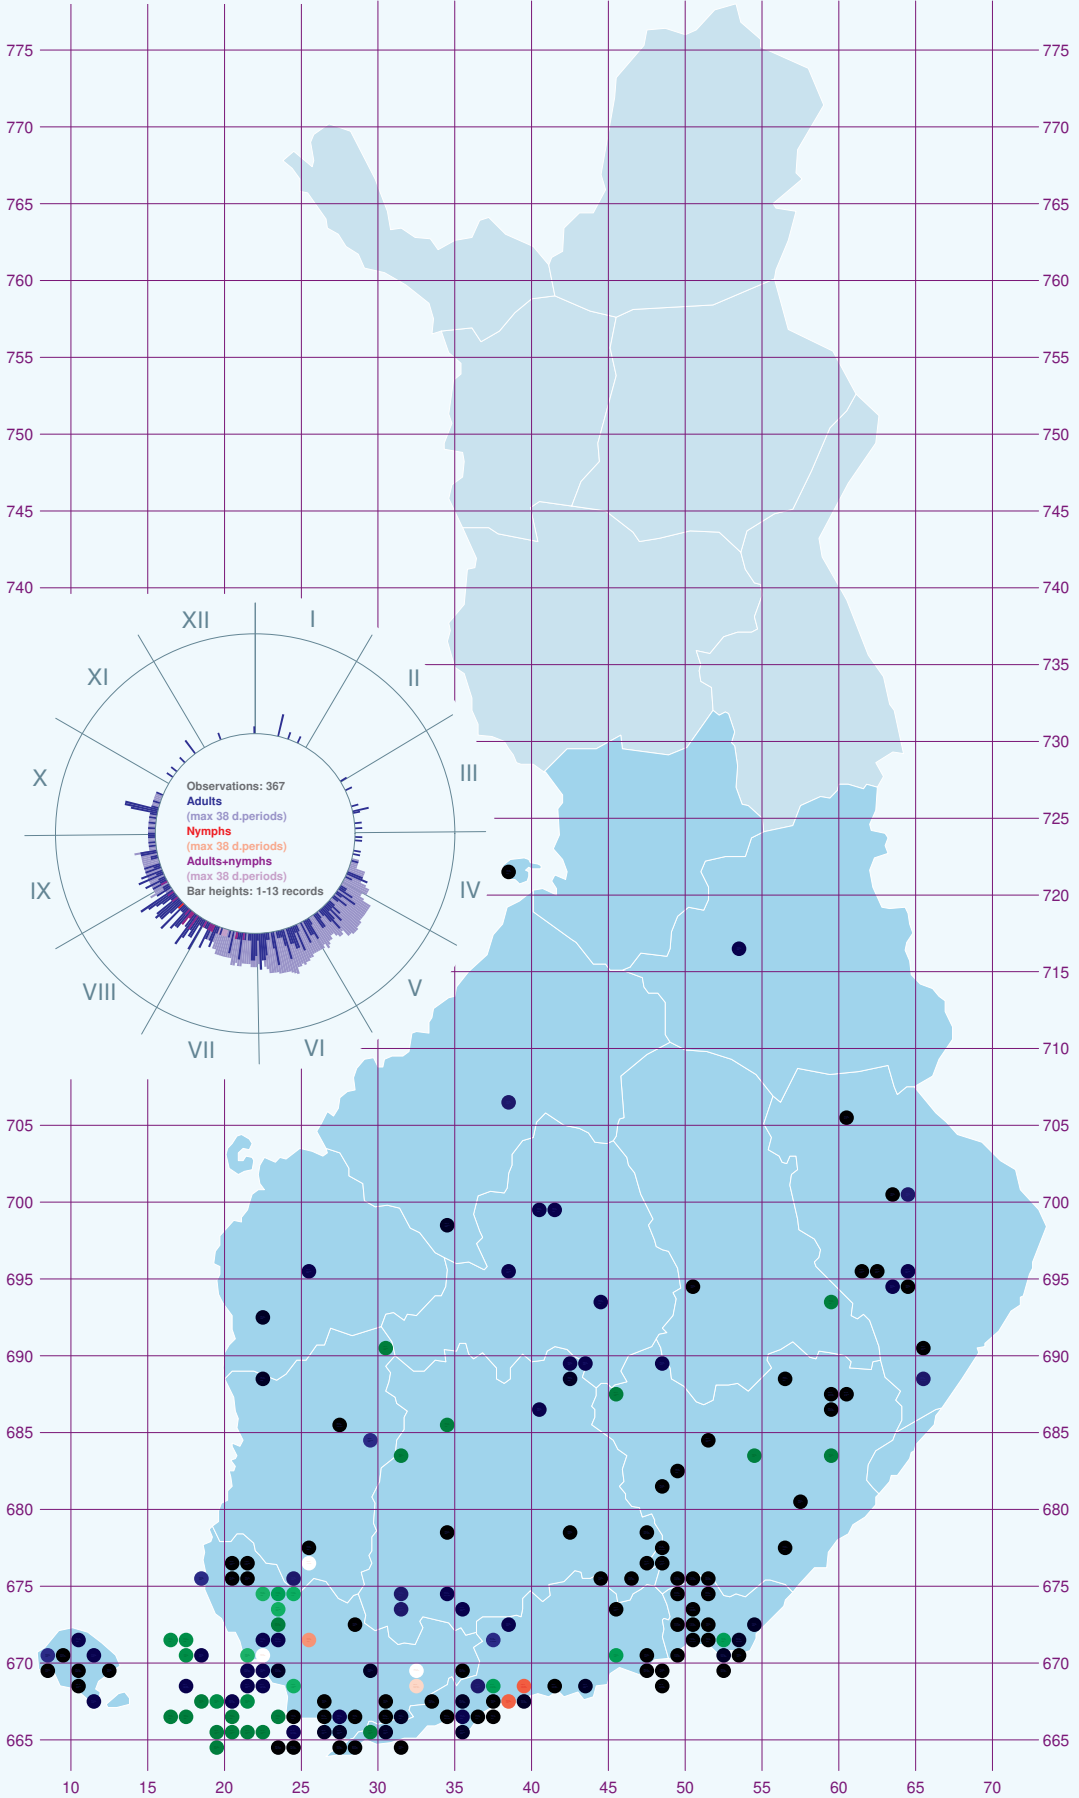 775 775
770 770
765 765
760 760
755 755
750 750
745 745
740 740
XII I
735
XI II
730 730
X III
Observations: 367
Adults
(max 38 d.periods)
725 725
Nymphs
(max 38 d.periods)
Adults+nymphs
(max 38 d.periods)
Bar heights: 1-13 records
IX IV
720 720
715 715
VIII V
VII VI
710 710
705 705
700 700
695 695
690 690
685 685
680 680
675 675
670 670
665 665
10 15 20 25 30 35 40 45 50 55 60 65 70